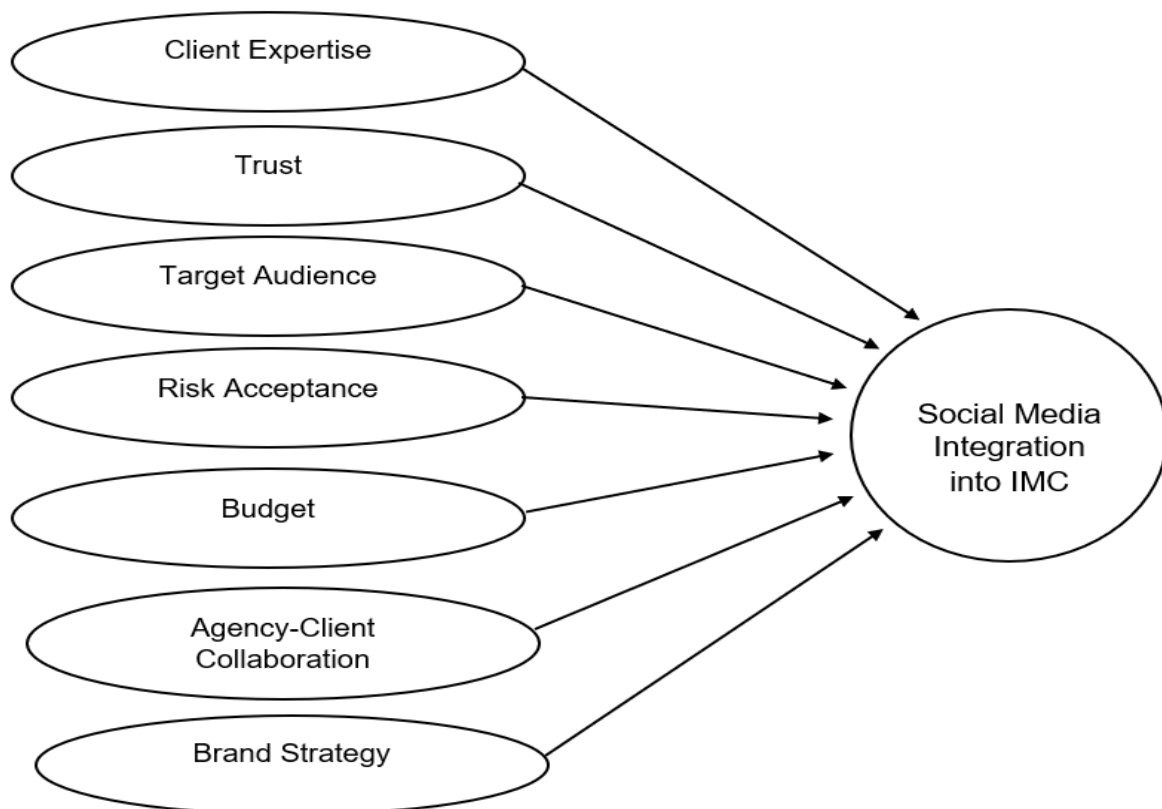 Client Expertise
Trust
Target Audience
Risk Acceptance
Budget
Agency-Client
Collaboration
Brand Strategy
Social Media
Integration
into IMC